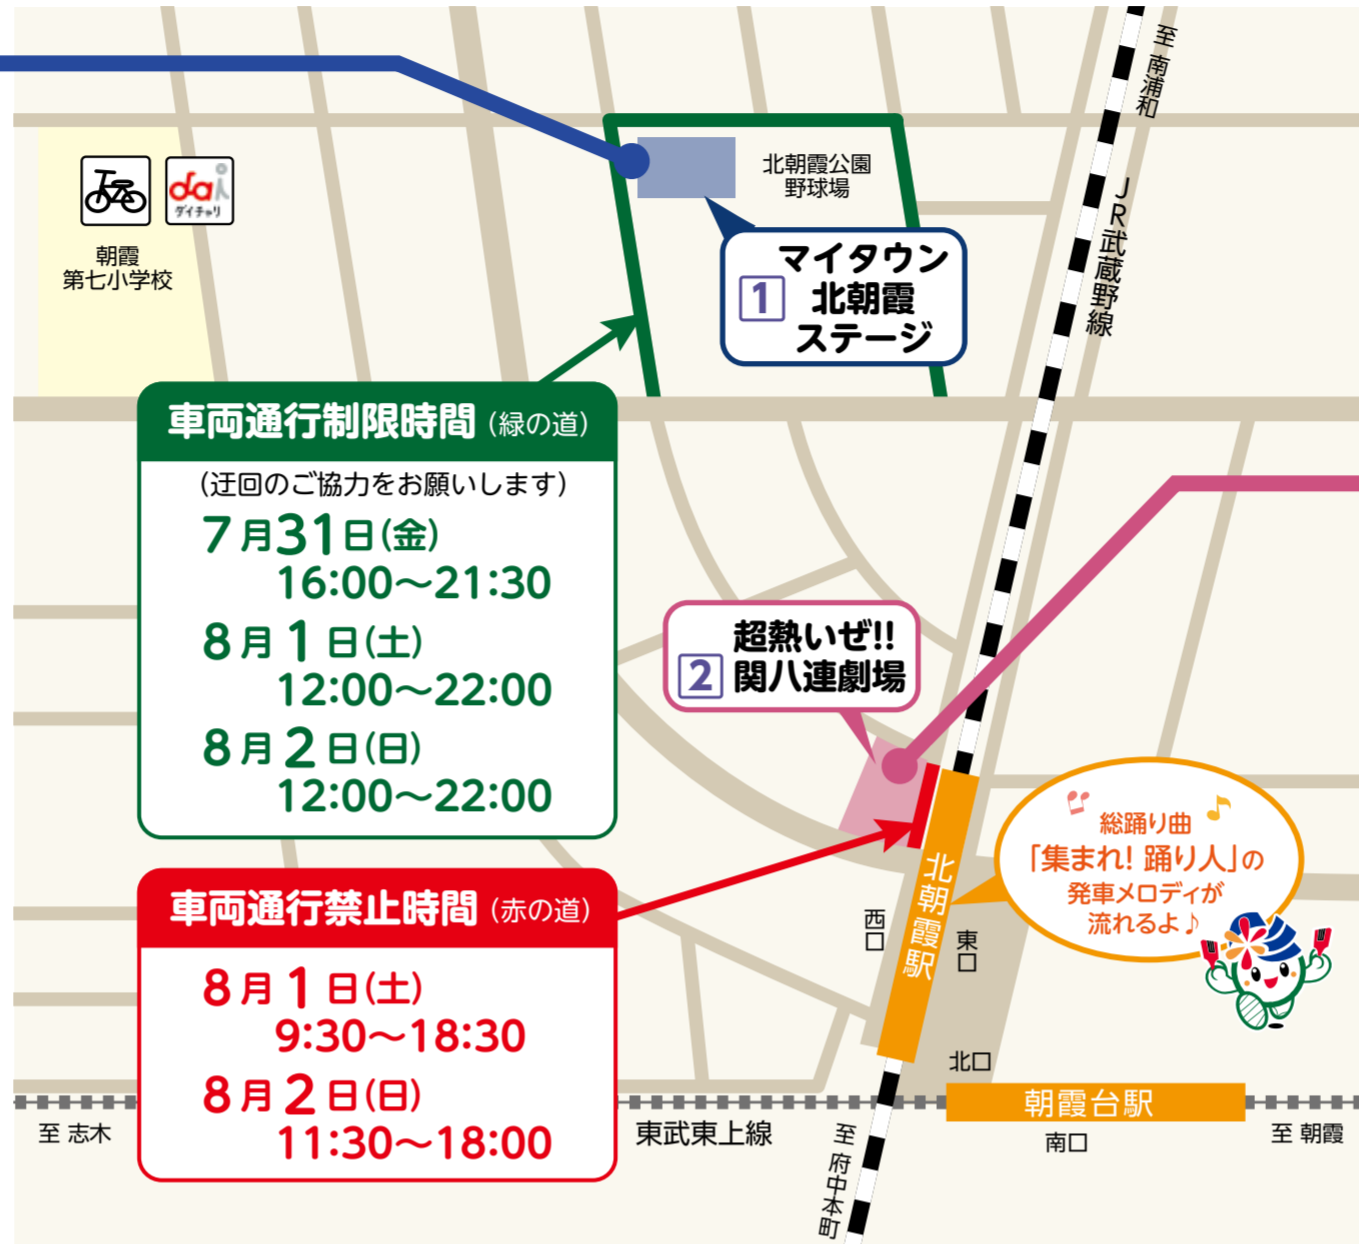 至 南浦和
JR武蔵野線
dai
ダイチャリ
朝霞
第七小学校
北朝霞公園
野球場
1
マイタウン
北朝霞
ステージ
車両通行制限時間（緑の道）
（迂回のご協力をお願いします）
7月31日（金）
16:00〜21:30
8月1日（土）
12:00〜22:00
8月2日（日）
12:00〜22:00
2
超熱いぜ!!
関八連劇場
総踊り曲
「集まれ! 踊り人」の
発車メロディが
流れるよ♪
車両通行禁止時間（赤の道）
8月1日（土）
9:30〜18:30
8月2日（日）
11:30〜18:00
西口
北朝霞駅
東口
北口
朝霞台駅
南口
至 志木
東武東上線
至 府中本町
至 朝霞